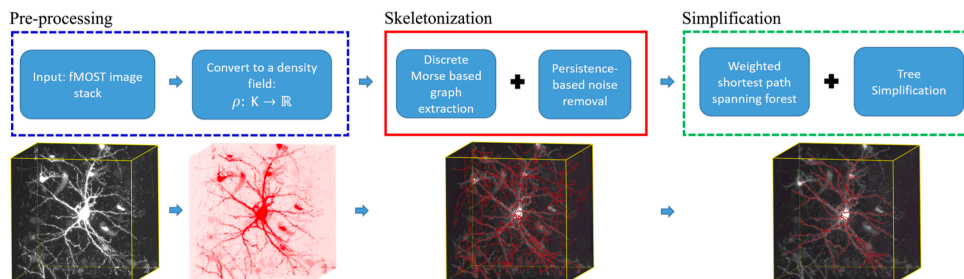 Pre-processing
Input: fMOST image
stack
Convert to a density
field:
ρ: K → ℝ
Skeletonization
Discrete
Morse based
graph
extraction
Persistence-
based noise
removal
Simplification
Weighted
shortest path
spanning forest
Tree
Simplification